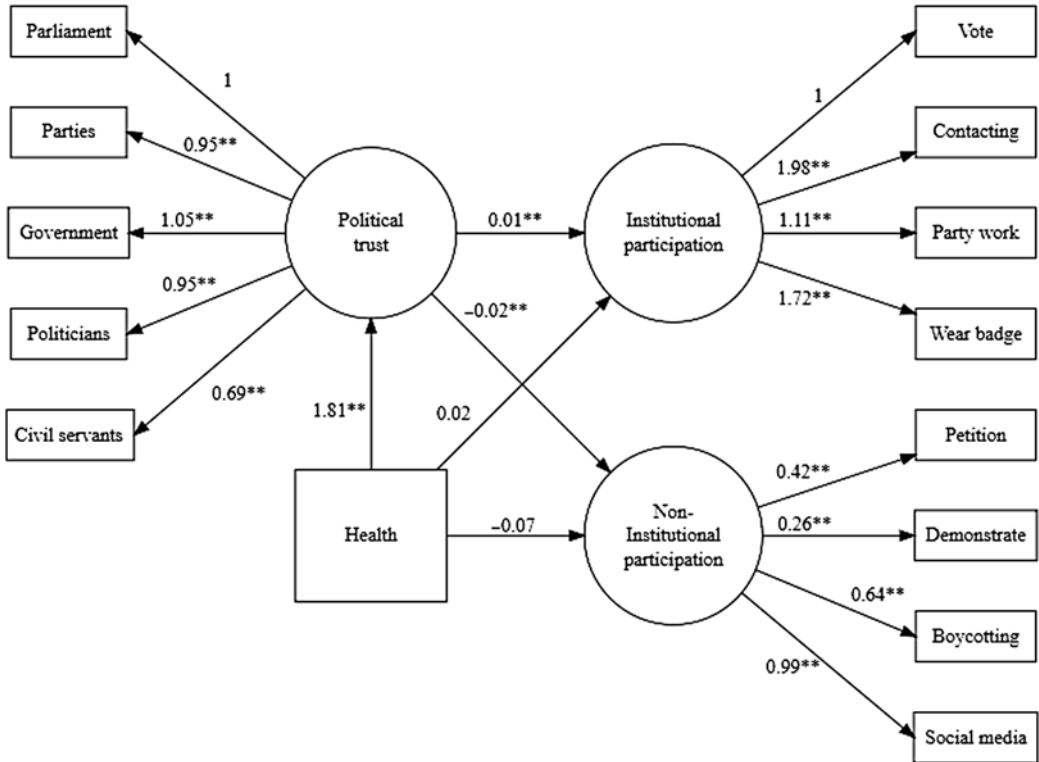 Parliament
Vote
1
1
Parties
Contacting
0.95**
1.98**
Government
1.05**
Political
trust
0.01**
Institutional
participation
1.11**
Party work
0.95**
1.72**
Politicians
–0.02**
Wear badge
0.69**
1.81**
0.02
Civil servants
Petition
0.42**
Health
–0.07
Non-
Institutional
participation
0.26**
Demonstrate
0.64**
Boycotting
0.99**
Social media